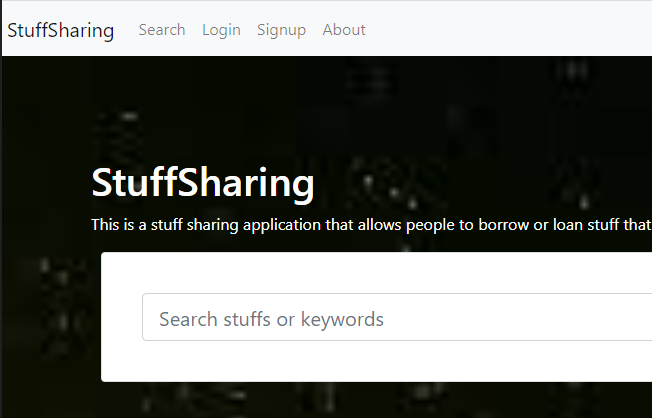 StuffSharing Search Login Signup About
StuffSharing
This is a stuff sharing application that allows people to borrow or loan stuff that
Search stuffs or keywords